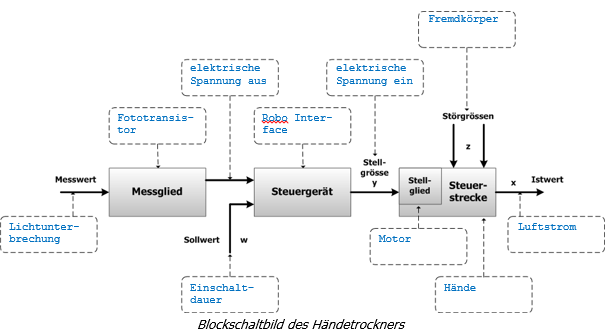 Fremdkörper
elektrische
Spannung aus
elektrische
Spannung ein
Fototransis-
tor
Robo Inter-
face
Störgrössen
z
Stell-
grösse
y
Messwert
Messglied
Steuergerät
Stell-
glied
Steuer-
strecke
x
Istwert
Lichtunter-
brechung
Sollwert
w
Motor
Luftstrom
Einschalt-
dauer
Hände
Blockschaltbild des Händetrockners